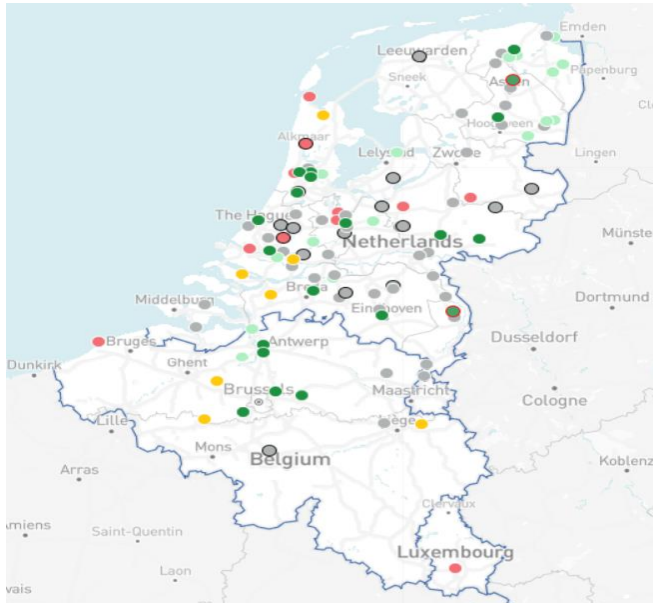 Emden
Leeuwarden
Sneek
Papenburg
Assen
Hoogeveen
Alkmaar
Lelystad
Zwolle
Lingen
The Hague
Netherlands
Münster
Middelburg
Breda
Eindhoven
Dortmund
Bruges
Antwerp
Dusseldorf
Dunkirk
Ghent
Brussels
Maastricht
Cologne
Lille
Liège
Mons
Belgium
Koblenz
Arras
Clervaux
Amiens
Saint-Quentin
Luxembourg
Laon